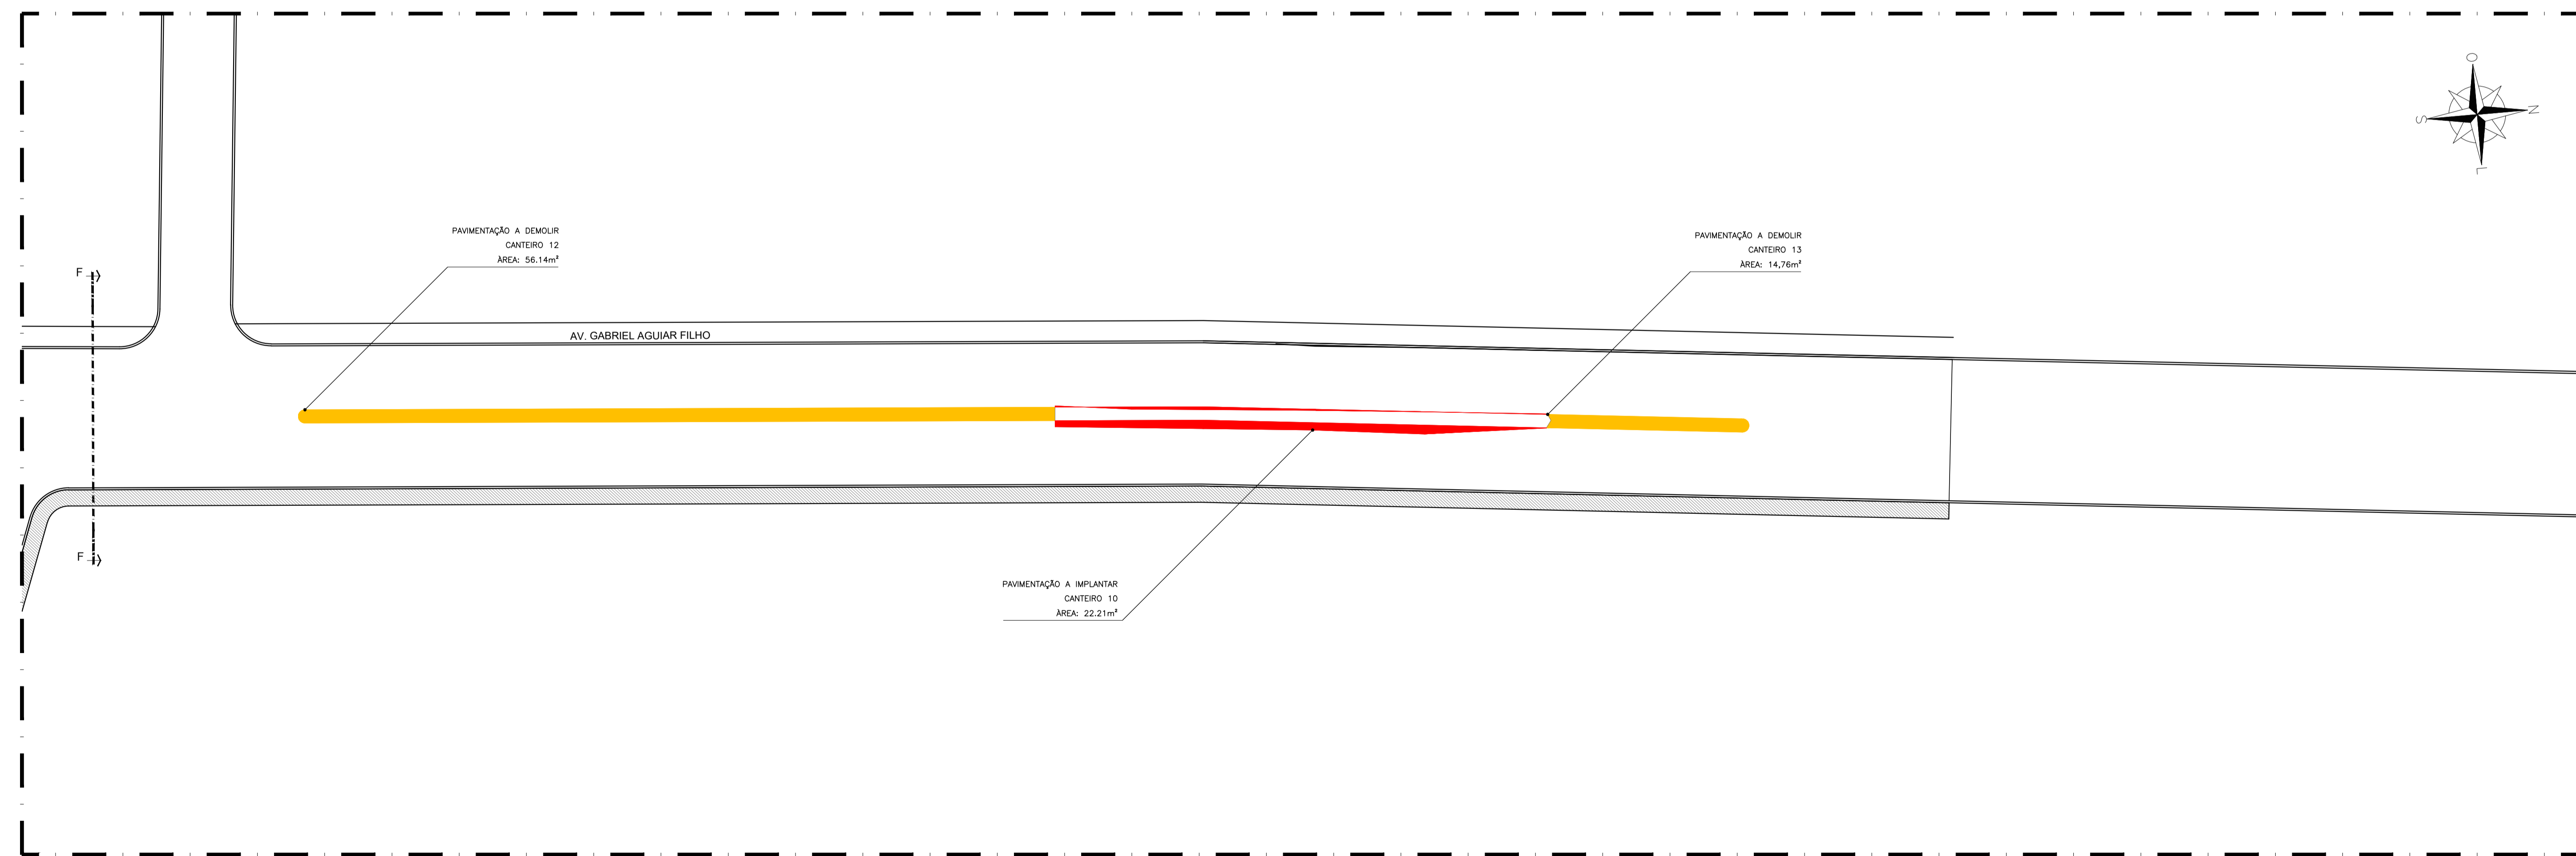 O
N
S
L
PAVIMENTAÇÃO A DEMOLIR
CANTEIRO 12
ÀREA: 56.14m²
PAVIMENTAÇÃO A DEMOLIR
CANTEIRO 13
ÀREA: 14,76m²
F
AV. GABRIEL AGUIAR FILHO
F
PAVIMENTAÇÃO A IMPLANTAR
CANTEIRO 10
ÀREA: 22.21m²